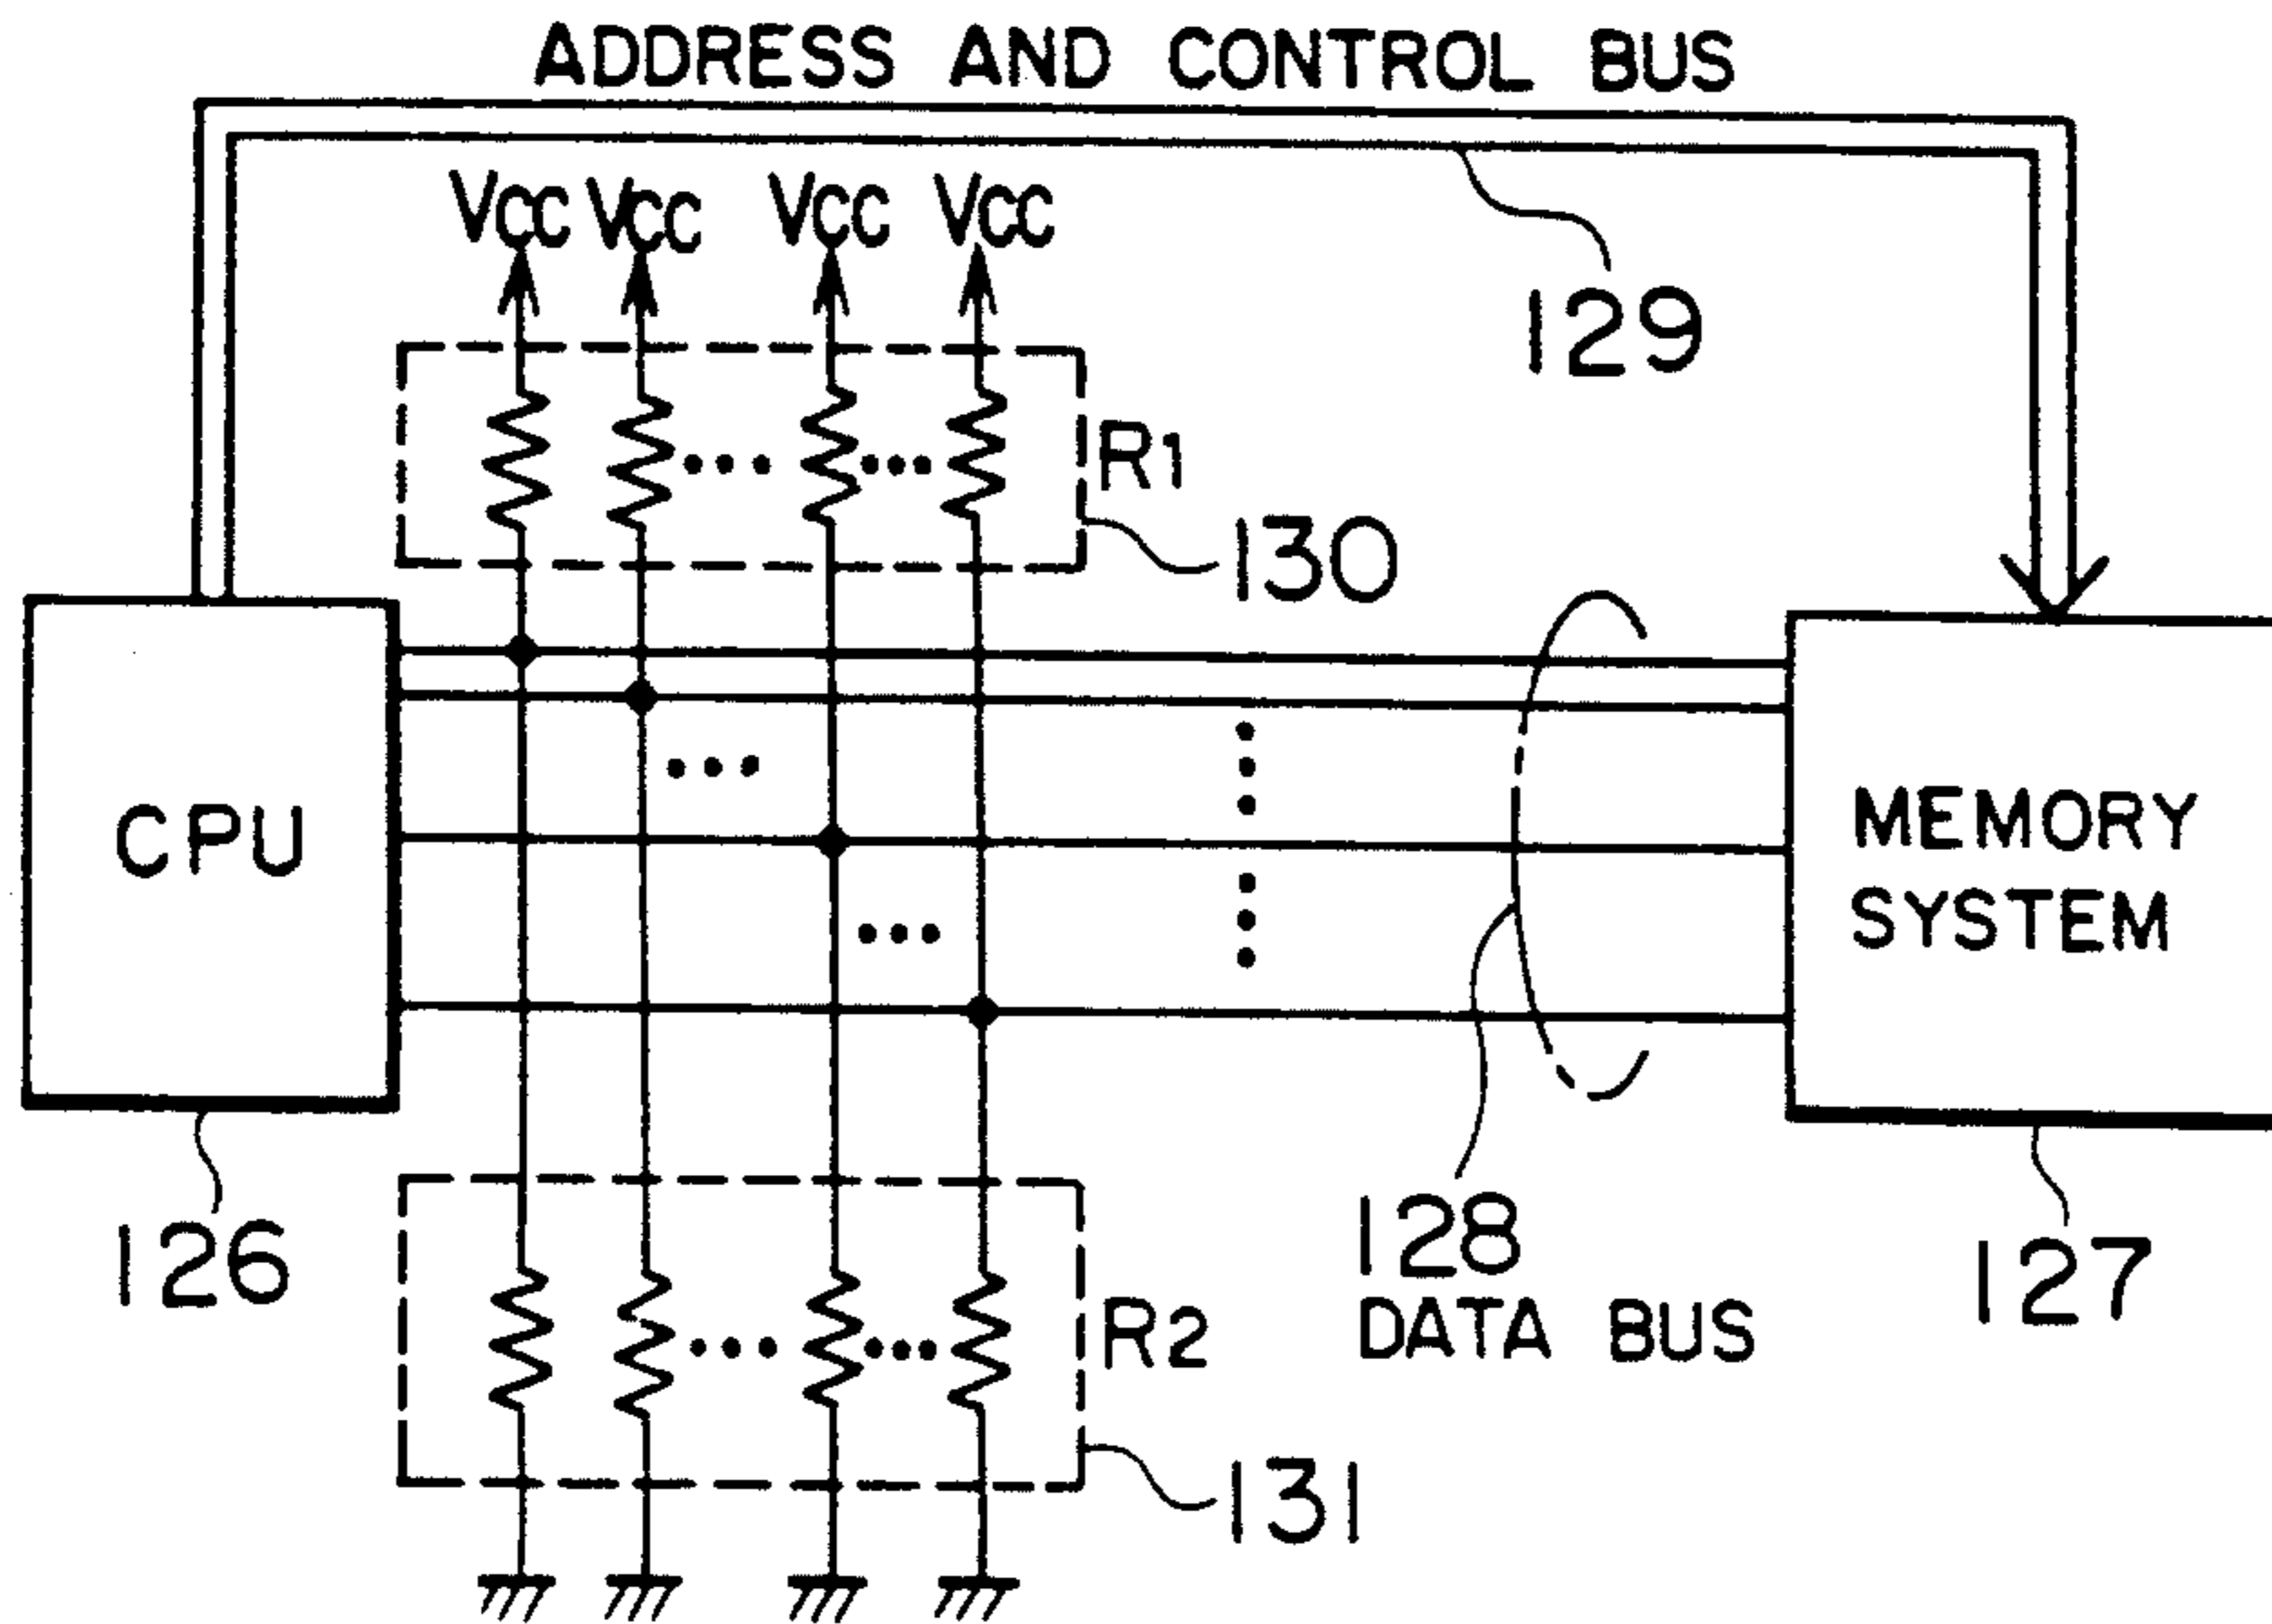 ADDRESS AND CONTROL BUS
VCC VCC VCC VCC
129
R1
130
CPU
MEMORY
SYSTEM
126
128
DATA BUS
127
R2
131